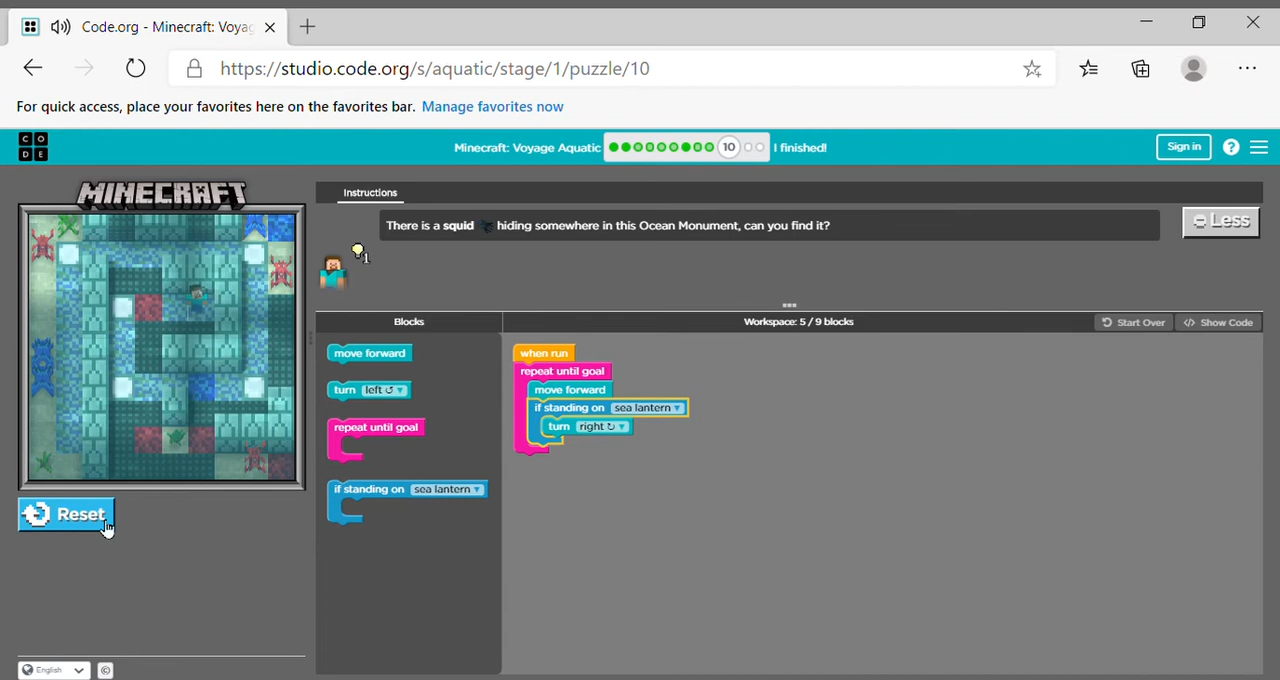 Code.org - Minecraft: Voyag
https://studio.code.org/s/aquatic/stage/1/puzzle/10
For quick access, place your favorites here on the favorites bar. Manage favorites now
C O
D E
Minecraft: Voyage Aquatic 10 I finished!
Sign in ?
MINECRAFT
Instructions
There is a squid hiding somewhere in this Ocean Monument, can you find it?
Less
1
Blocks
Workspace: 5 / 9 blocks
Start Over
</> Show Code
move forward
turn left ↺ ▼
repeat until goal
if standing on sea lantern ▼
when run
repeat until goal
move forward
if standing on sea lantern ▼
turn right ↻ ▼
Reset
English
©